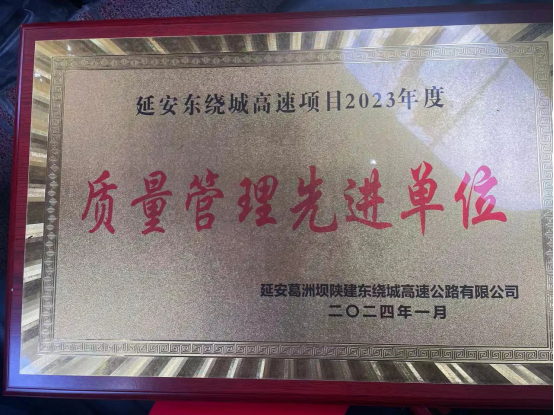 延安东绕城高速项目2023年度
质量管理先进单位
延安葛洲坝陕建东绕城高速公路有限公司
二〇二四年一月